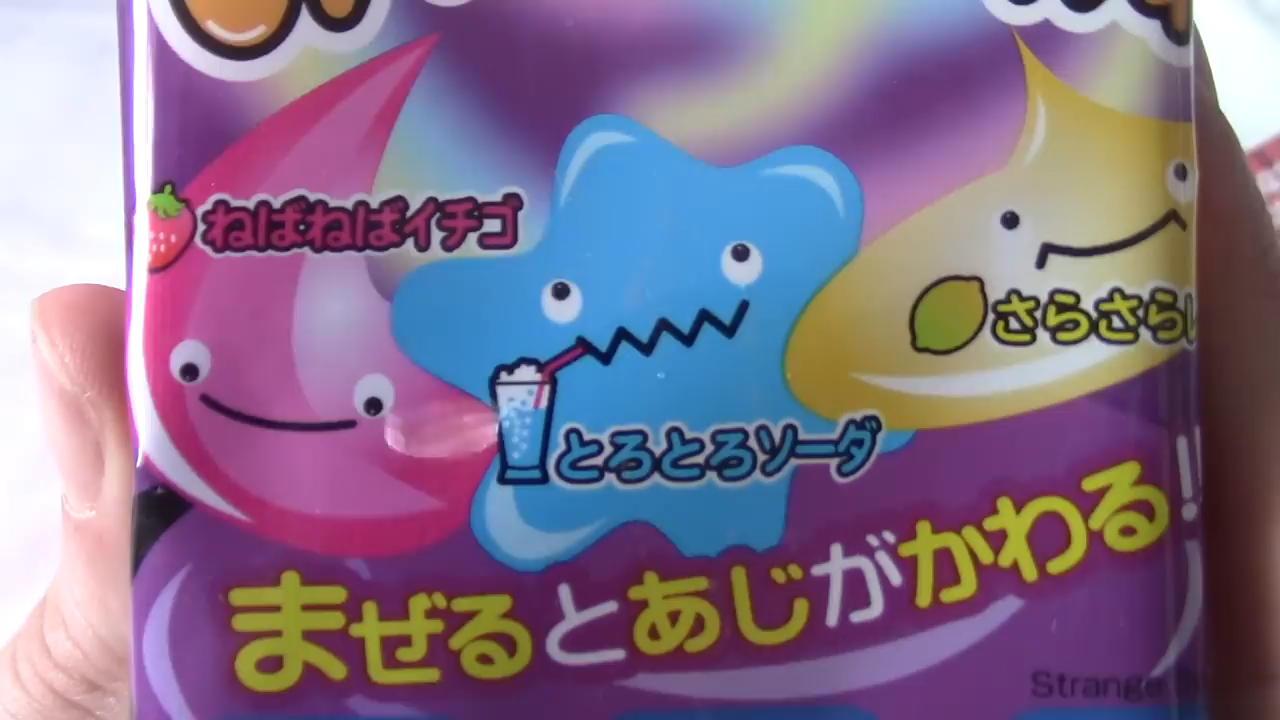 ねばねばイチゴ
さらさら
とろとろソーダ
まぜるとあじがかわる!
Strange